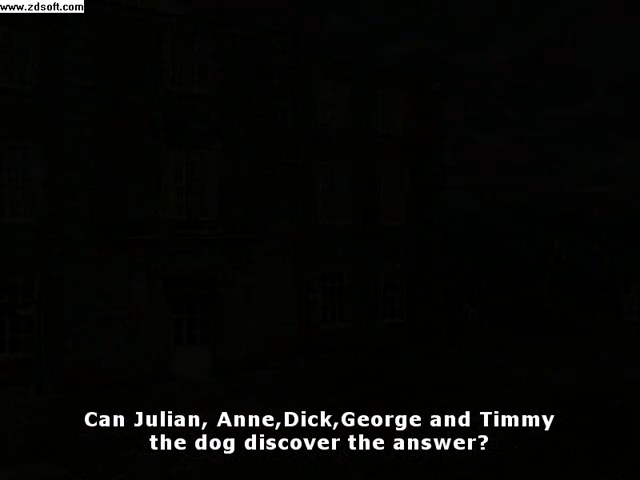 www.zdsoft.com
Can Julian, Anne,Dick,George and Timmy
the dog discover the answer?